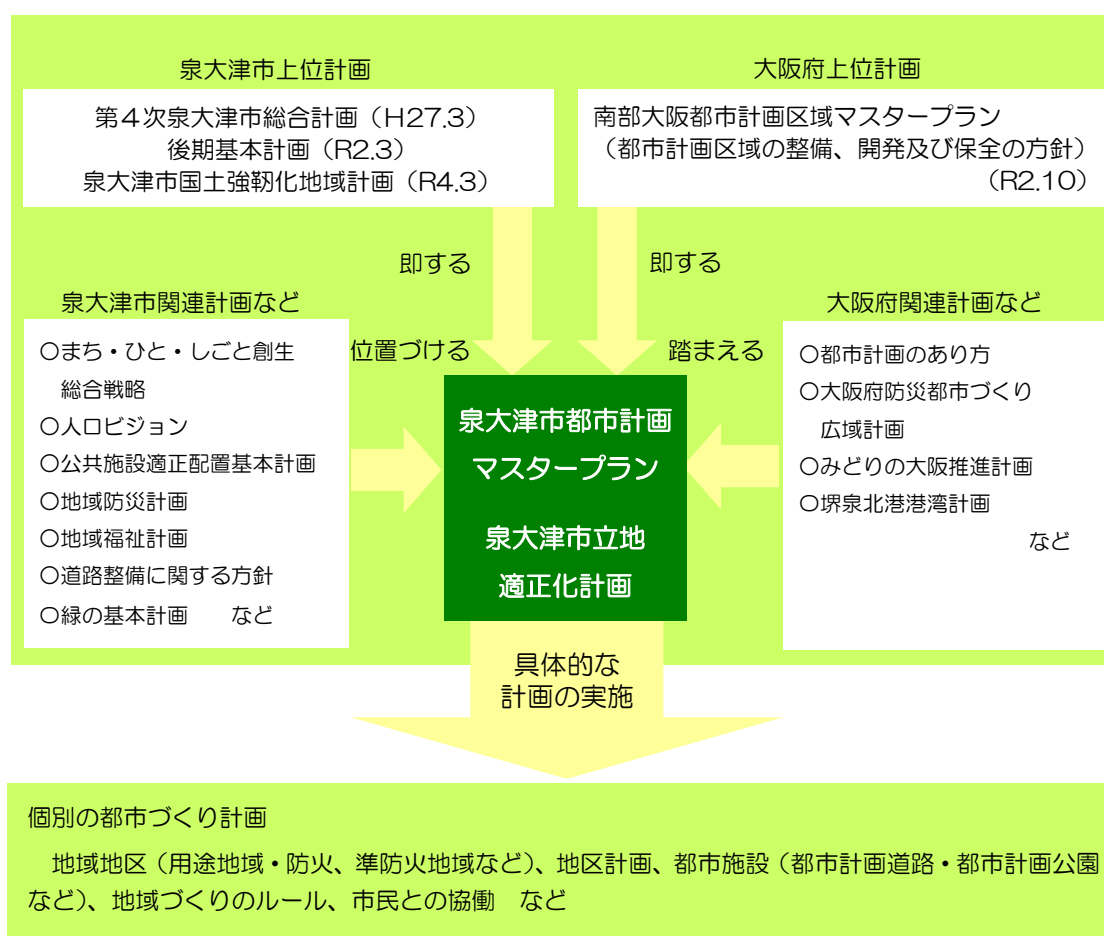 泉大津市上位計画
第4次泉大津市総合計画（H27.3）
後期基本計画（R2.3）
泉大津市国土強靭化地域計画（R4.3）
大阪府上位計画
南部大阪都市計画区域マスタープラン
（都市計画区域の整備、開発及び保全の方針）
（R2.10）
即する
即する
泉大津市関連計画など
〇まち・ひと・しごと創生
総合戦略
〇人口ビジョン
〇公共施設適正配置基本計画
〇地域防災計画
〇地域福祉計画
〇道路整備に関する方針
〇緑の基本計画　　など
位置づける
踏まえる
泉大津市都市計画
マスタープラン
泉大津市立地
適正化計画
大阪府関連計画など
〇都市計画のあり方
〇大阪府防災都市づくり
広域計画
〇みどりの大阪推進計画
〇堺泉北港港湾計画
など
具体的な
計画の実施
個別の都市づくり計画
地域地区（用途地域・防火、準防火地域など）、地区計画、都市施設（都市計画道路・都市計画公園
など）、地域づくりのルール、市民との協働　など